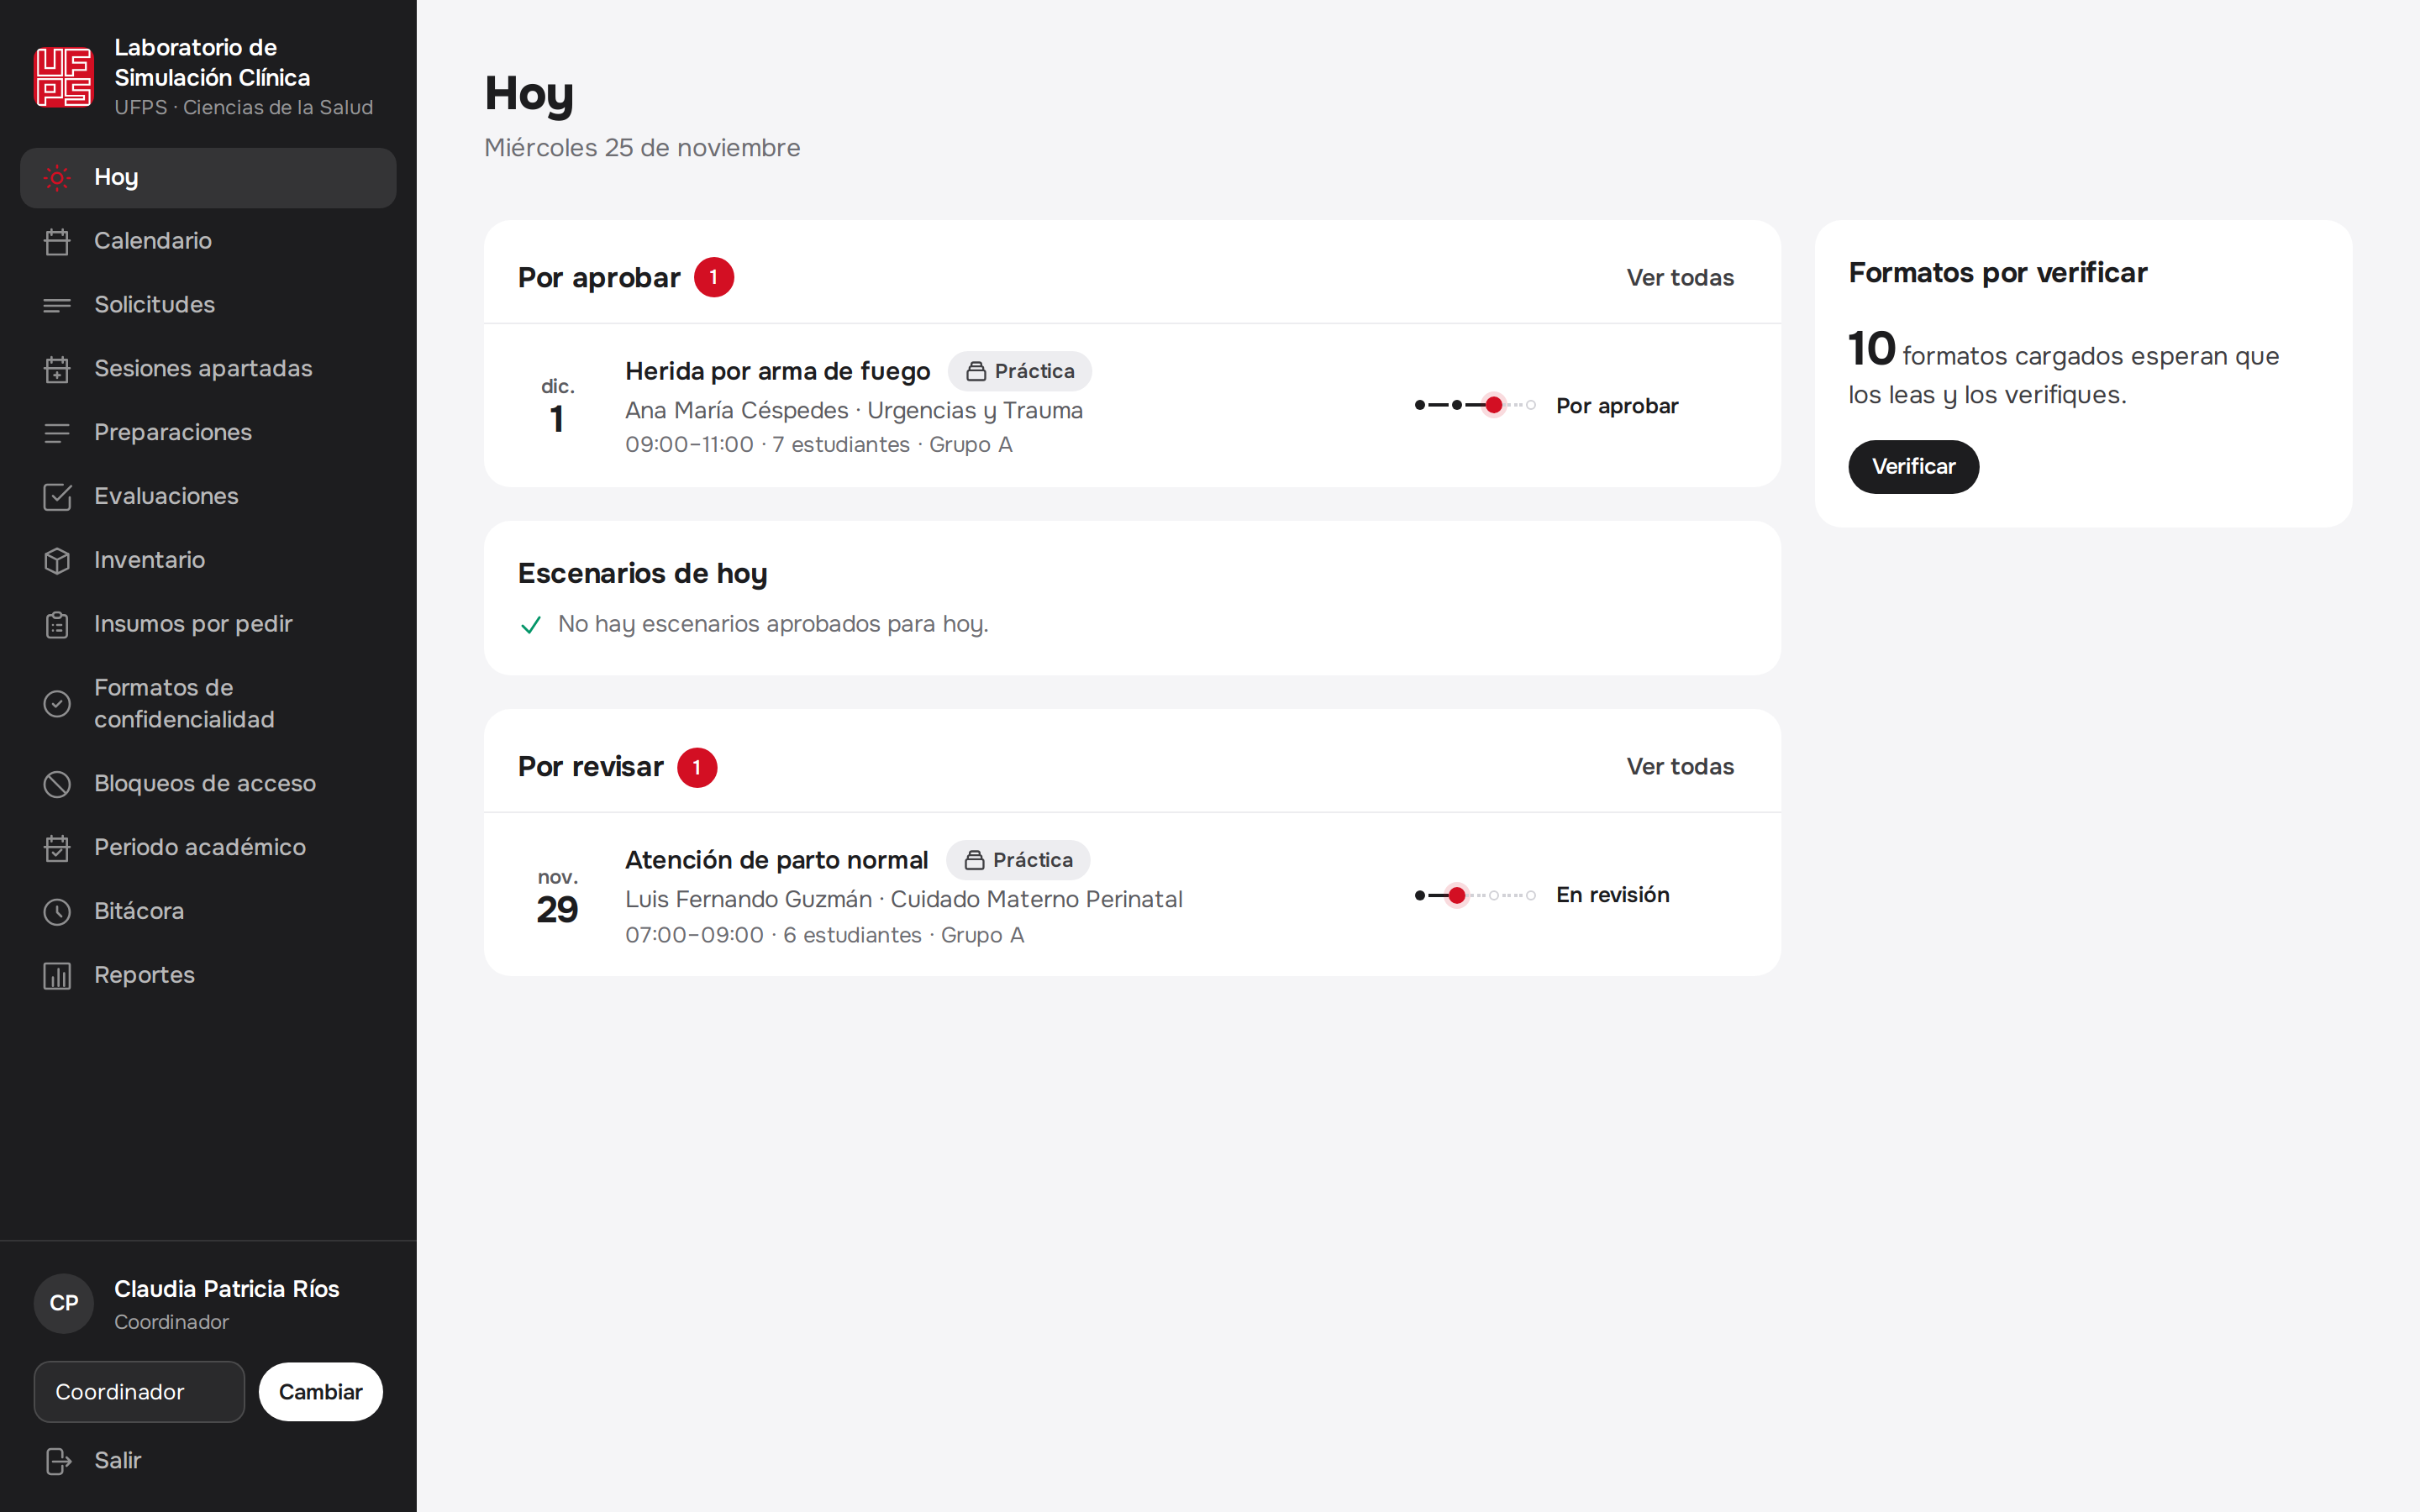 UFPS
Laboratorio de
Simulación Clínica
UFPS · Ciencias de la Salud
Hoy
Calendario
Solicitudes
Sesiones apartadas
Preparaciones
Evaluaciones
Inventario
Insumos por pedir
Formatos de
confidencialidad
Bloqueos de acceso
Periodo académico
Bitácora
Reportes
CP
Claudia Patricia Ríos
Coordinador
Coordinador
Cambiar
Salir
Hoy
Miércoles 25 de noviembre
Por aprobar 1
Ver todas
dic.
1
Herida por arma de fuego
Práctica
Ana María Céspedes · Urgencias y Trauma
09:00–11:00 · 7 estudiantes · Grupo A
Por aprobar
Escenarios de hoy
No hay escenarios aprobados para hoy.
Por revisar 1
Ver todas
nov.
29
Atención de parto normal
Práctica
Luis Fernando Guzmán · Cuidado Materno Perinatal
07:00–09:00 · 6 estudiantes · Grupo A
En revisión
Formatos por verificar
10 formatos cargados esperan que
los leas y los verifiques.
Verificar